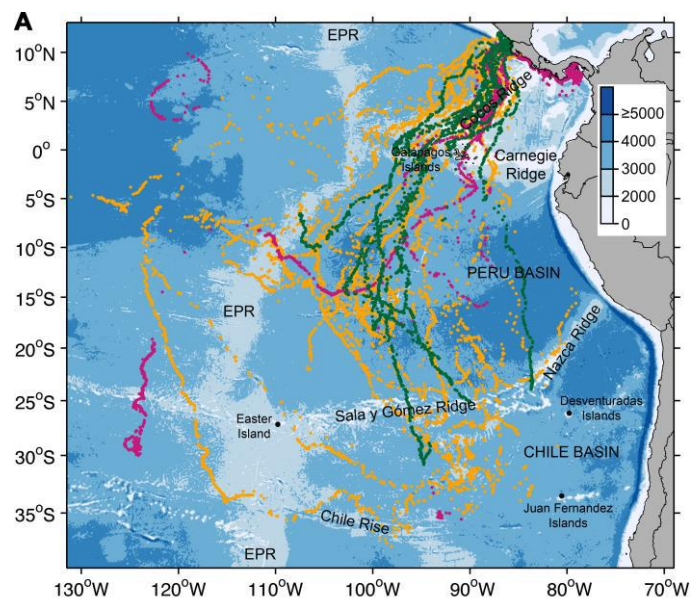 A
10°N
5°N
0°
5°S
10°S
15°S
20°S
25°S
30°S
35°S
130°W
120°W
110°W
100°W
90°W
80°W
70°W
EPR
Cocos Ridge
Galapagos
Islands
Carnegie
Ridge
≥5000
4000
3000
2000
0
PERU BASIN
EPR
Nazca Ridge
Sala y Gómez Ridge
Easter
Island
Desventuradas
Islands
CHILE BASIN
Juan Fernandez
Islands
Chile Rise
EPR